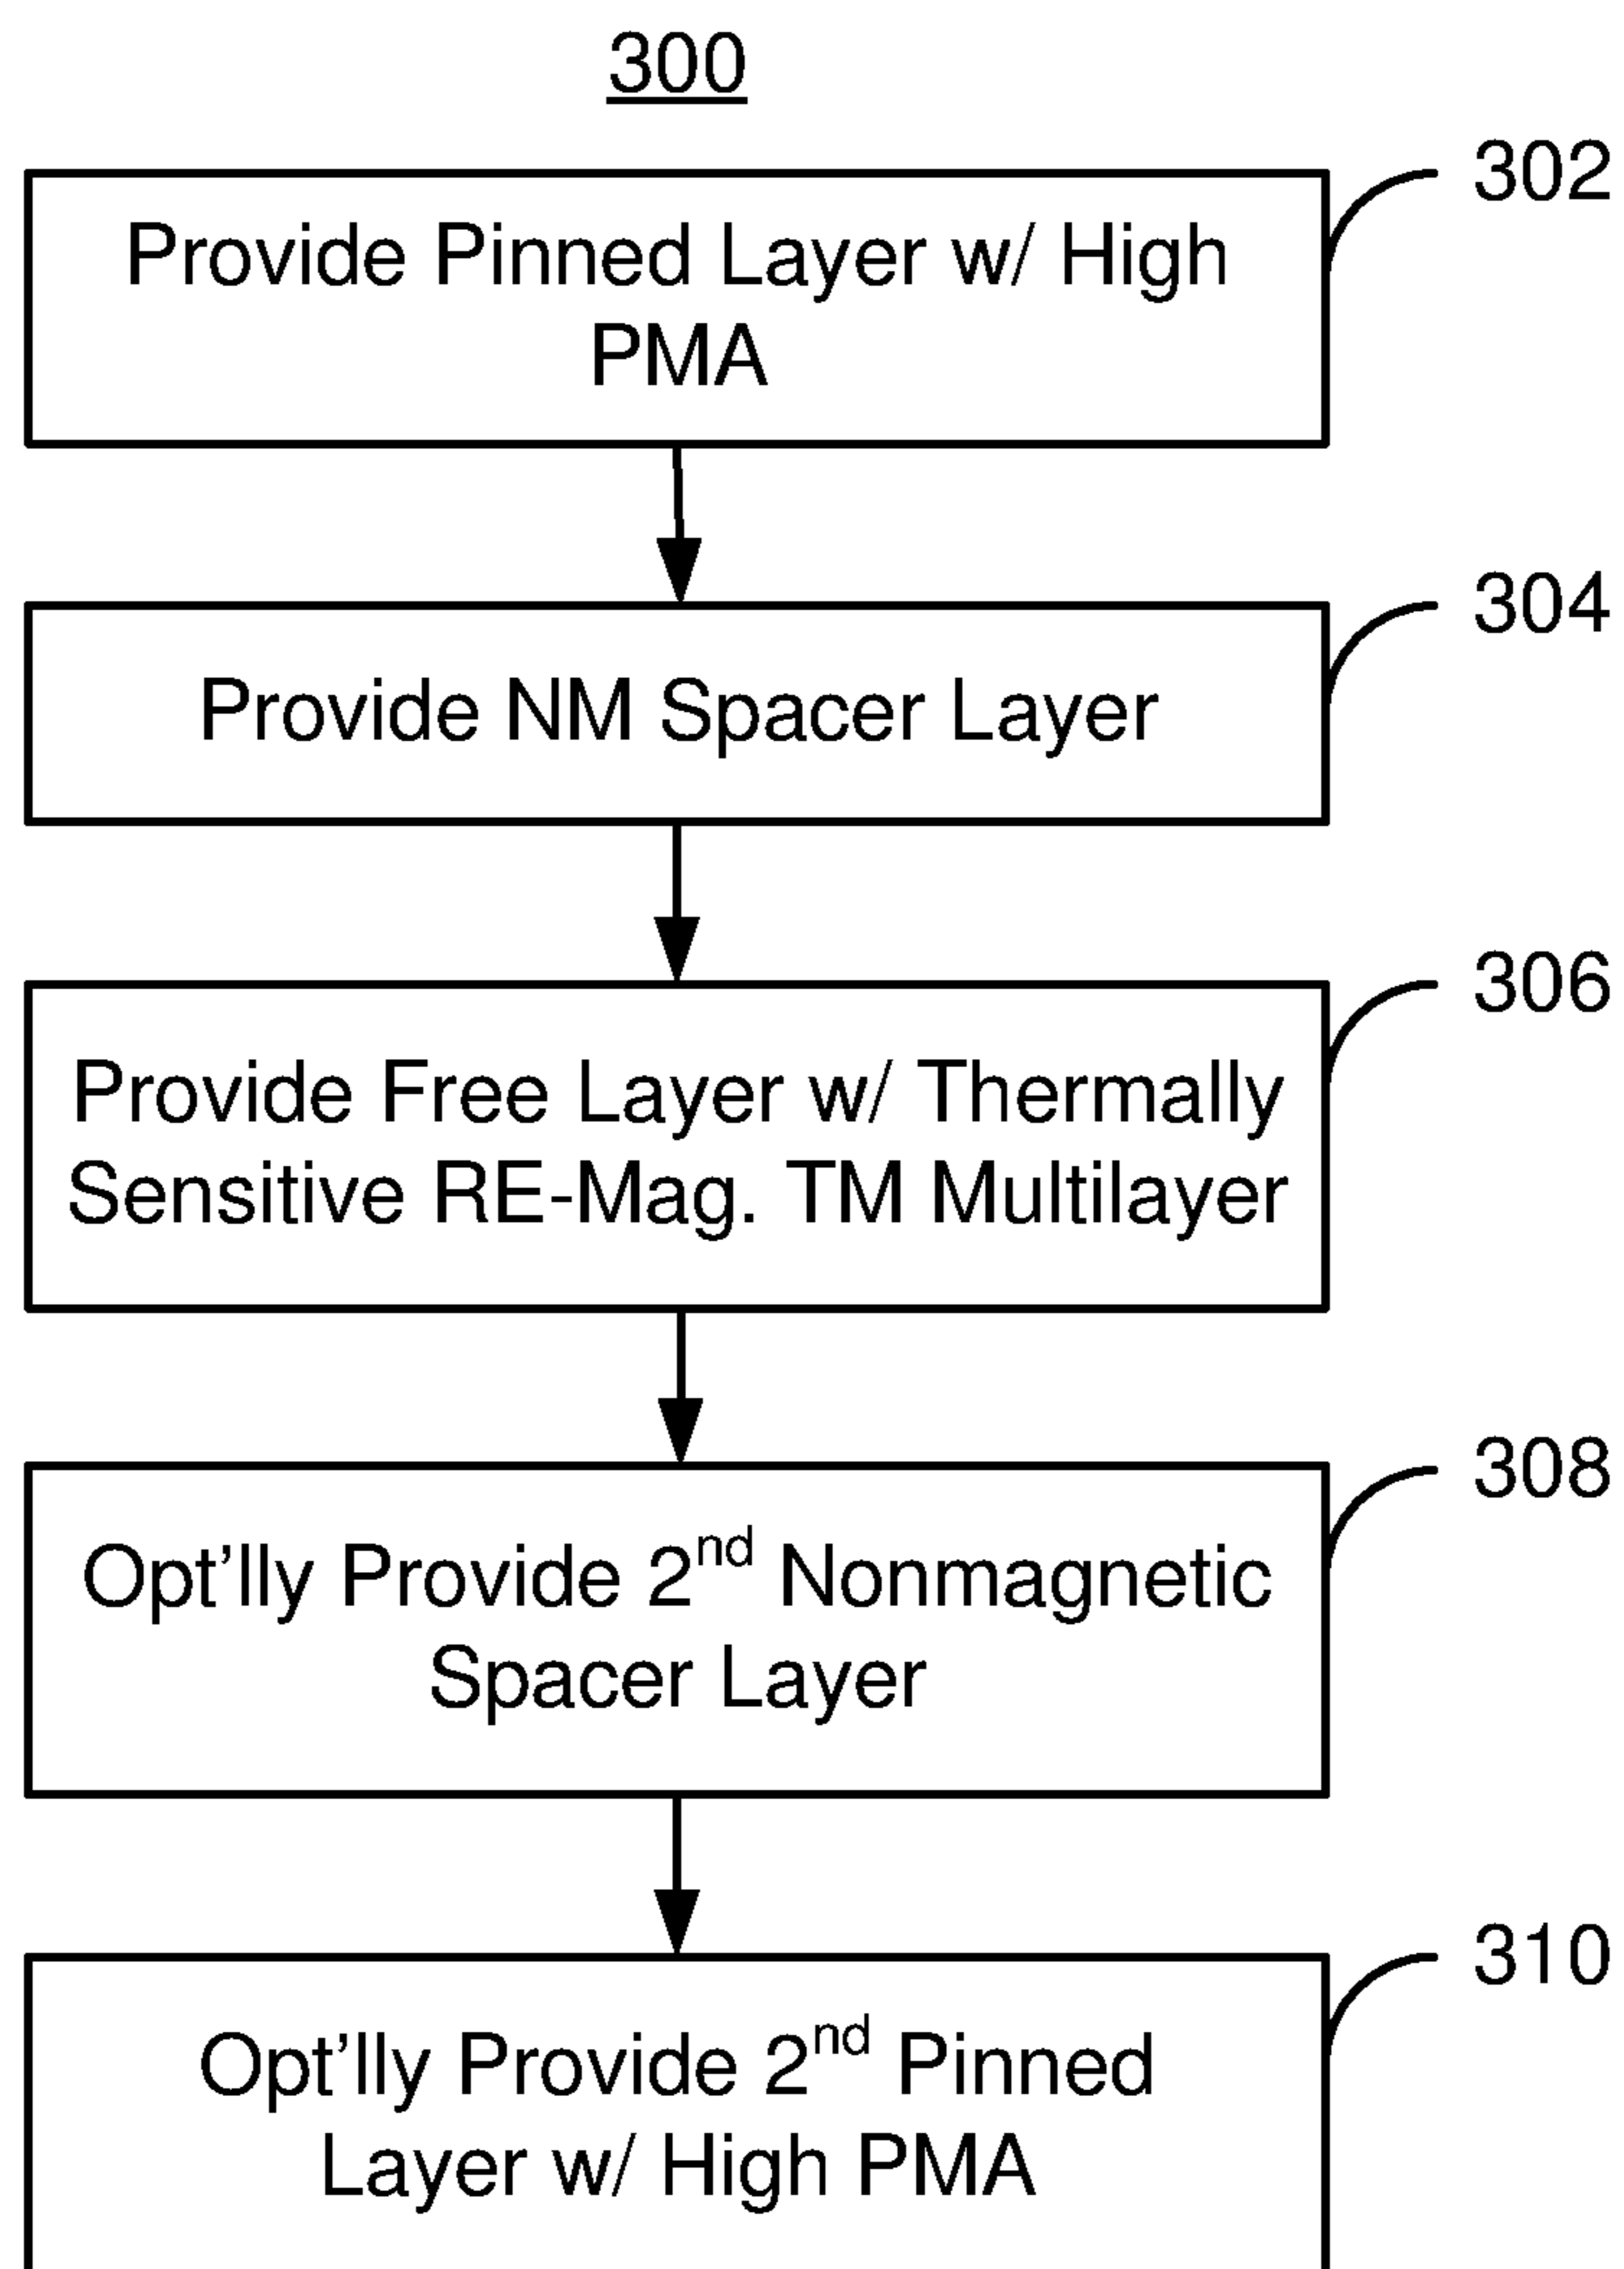 300
302
Provide Pinned Layer w/ High
PMA
304
Provide NM Spacer Layer
306
Provide Free Layer w/ Thermally
Sensitive RE-Mag. TM Multilayer
308
Opt’lly Provide 2nd Nonmagnetic
Spacer Layer
310
Opt’lly Provide 2nd Pinned
Layer w/ High PMA